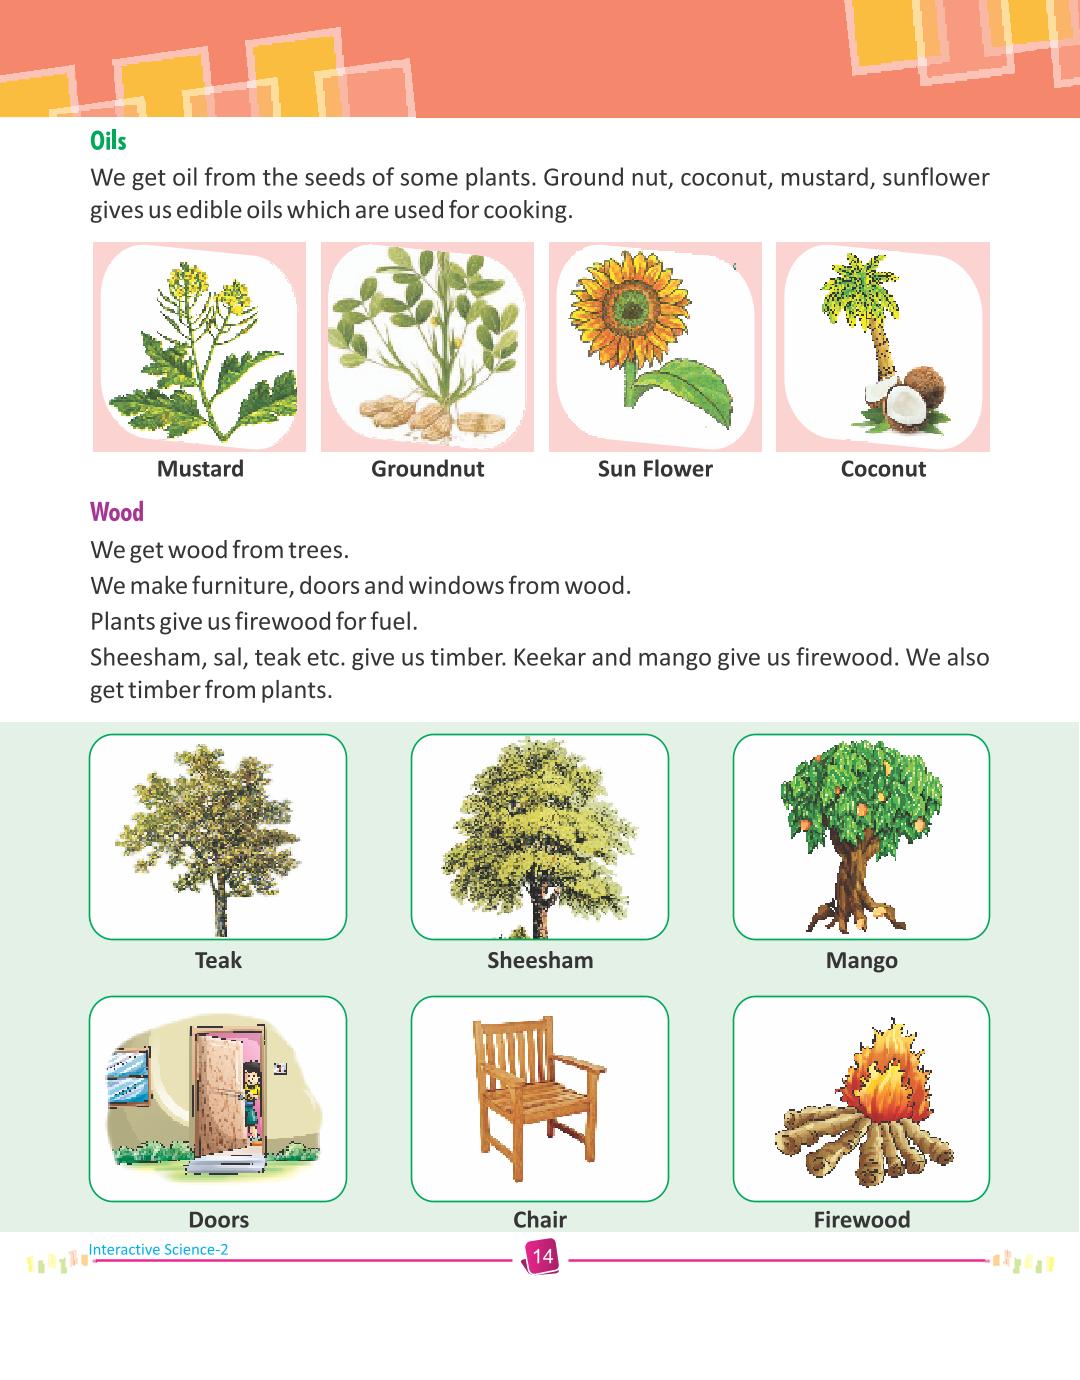 Oils
We get oil from the seeds of some plants. Ground nut, coconut, mustard, sunflower
gives us edible oils which are used for cooking.
Mustard
Groundnut
Sun Flower
Coconut
Wood
We get wood from trees.
We make furniture, doors and windows from wood.
Plants give us firewood for fuel.
Sheesham, sal, teak etc. give us timber. Keekar and mango give us firewood. We also
get timber from plants.
Teak
Sheesham
Mango
Doors
Chair
Firewood
Interactive Science-2
14